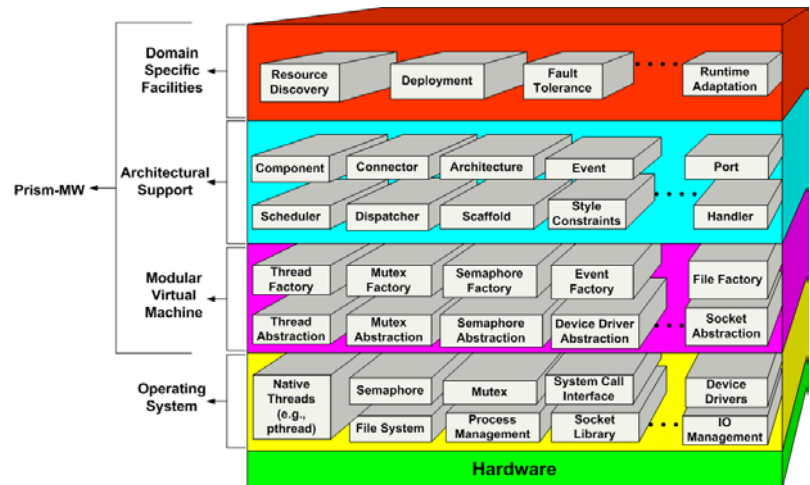 Domain
Specific
Facilities
Resource
Discovery
Deployment
Fault
Tolerance
Runtime
Adaptation
Prism-MW
Architectural
Support
Component
Connector
Architecture
Event
Port
Scheduler
Dispatcher
Scaffold
Style
Constraints
Handler
Modular
Virtual
Machine
Thread
Factory
Mutex
Factory
Semaphore
Factory
Event
Factory
File Factory
Thread
Abstraction
Mutex
Abstraction
Semaphore
Abstraction
Device Driver
Abstraction
Socket
Abstraction
Operating
System
Native
Threads
(e.g.,
pthread)
Semaphore
Mutex
System Call
Interface
Device
Drivers
File System
Process
Management
Socket
Library
IO
Management
Hardware